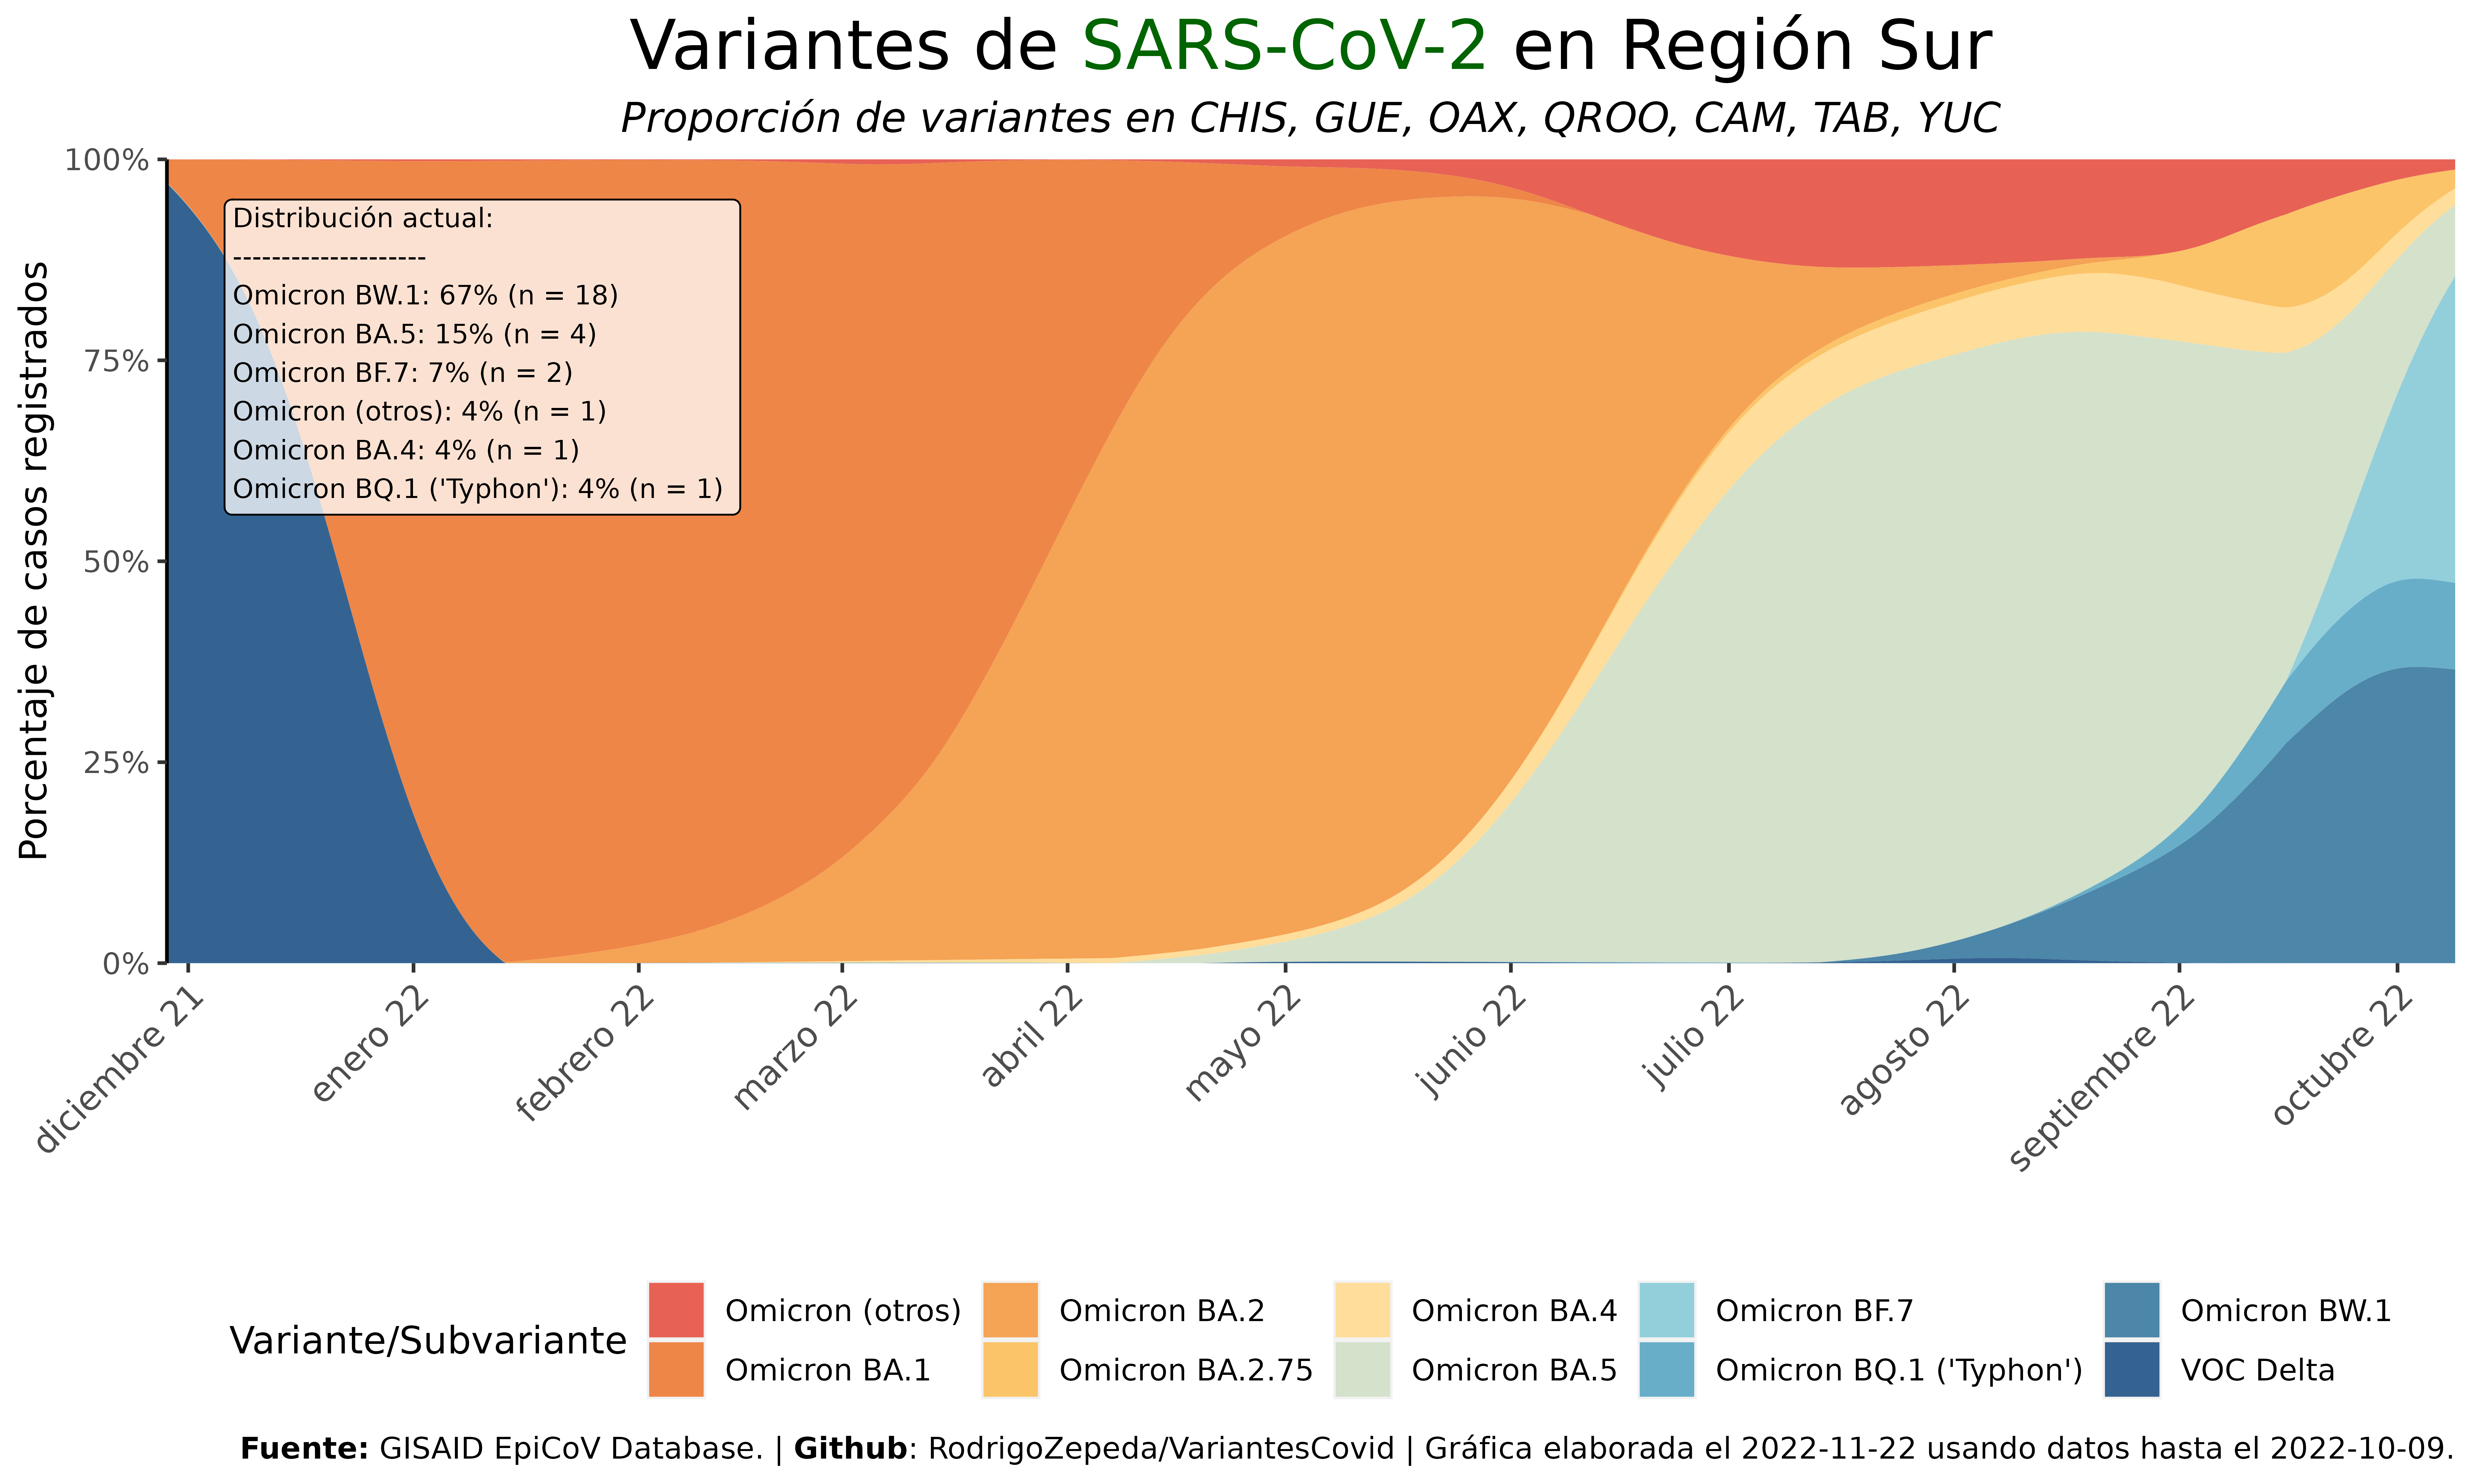 Variantes de SARS-CoV-2 en Región Sur
Proporción de variantes en CHIS, GUE, OAX, QROO, CAM, TAB, YUC
Porcentaje de casos registrados
100%
75%
50%
25%
0%
Distribución actual:
--------------------
Omicron BW.1: 67% (n = 18)
Omicron BA.5: 15% (n = 4)
Omicron BF.7: 7% (n = 2)
Omicron (otros): 4% (n = 1)
Omicron BA.4: 4% (n = 1)
Omicron BQ.1 ('Typhon'): 4% (n = 1)
diciembre 21
enero 22
febrero 22
marzo 22
abril 22
mayo 22
junio 22
julio 22
agosto 22
septiembre 22
octubre 22
Variante/Subvariante
Omicron (otros)
Omicron BA.1
Omicron BA.2
Omicron BA.2.75
Omicron BA.4
Omicron BA.5
Omicron BF.7
Omicron BQ.1 ('Typhon')
Omicron BW.1
VOC Delta
Fuente: GISAID EpiCoV Database. | Github: RodrigoZepeda/VariantesCovid | Gráfica elaborada el 2022-11-22 usando datos hasta el 2022-10-09.